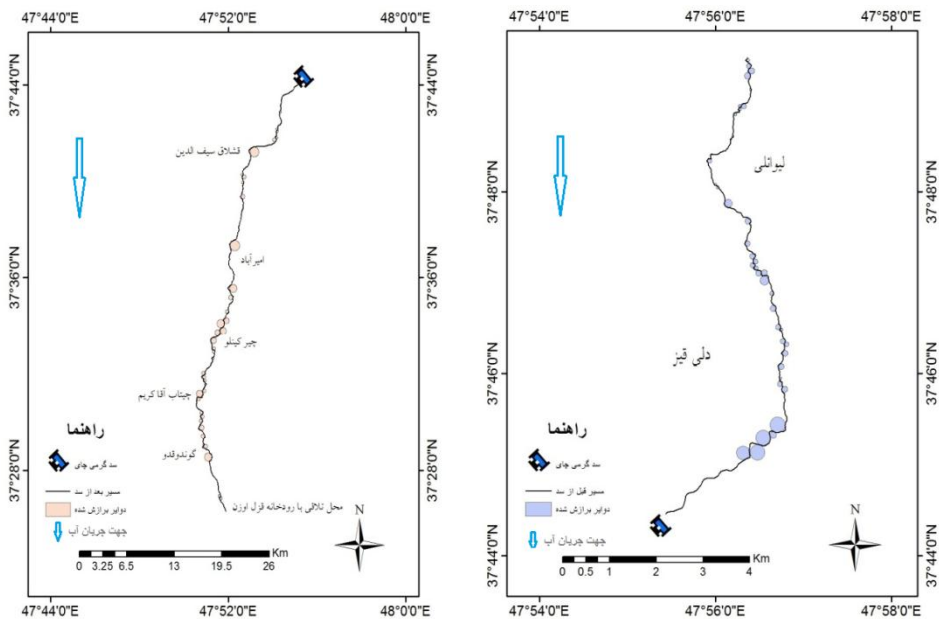 47°44'0"E
47°52'0"E
48°0'0"E
37°44'0"N
37°44'0"N
قشلاق سیف الدین
امیرآباد
37°36'0"N
37°36'0"N
چیر کینلو
چیتاب آقا کریم
گوندوقدو
37°28'0"N
37°28'0"N
محل تلاقی با رودخانه قزل اوزن
راهنما
سد گرمی چای
مسیر بعد از سد
دوایر برازش شده
جهت جریان آب
Km
0 3.25 6.5 13 19.5 26
N
47°44'0"E
47°52'0"E
48°0'0"E
47°54'0"E
47°56'0"E
47°58'0"E
لیوانلی
37°48'0"N
37°48'0"N
دلی قیز
37°46'0"N
37°46'0"N
راهنما
سد گرمی چای
مسیر قبل از سد
دوایر برازش شده
جهت جریان آب
37°44'0"N
37°44'0"N
Km
0 0.5 1 2 3 4
N
47°54'0"E
47°56'0"E
47°58'0"E